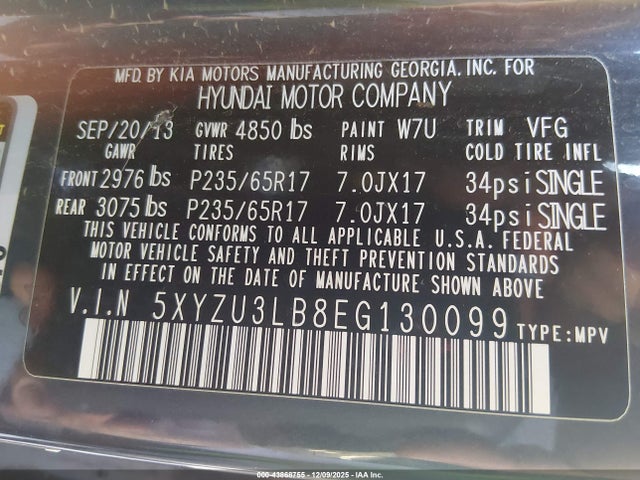 MFD. BY KIA MOTORS MANUFACTURING GEORGIA. INC. FOR
HYUNDAI MOTOR COMPANY
SEP/20/13 GVWR 4850 lbs PAINT W7U TRIM VFG
GAWR TIRES RIMS COLD TIRE INFL
FRONT 2976 lbs P235/65R17 7.0JX17 34psi SINGLE
REAR 3075 lbs P235/65R17 7.0JX17 34psi SINGLE
THIS VEHICLE CONFORMS TO ALL APPLICABLE U.S.A. FEDERAL
MOTOR VEHICLE SAFETY AND THEFT PREVENTION STANDARDS
IN EFFECT ON THE DATE OF MANUFACTURE SHOWN ABOVE.
V.I.N 5XYZU3LB8EG130099 TYPE: MPV
000-43868755 - 12/09/2025 - IAA Inc.